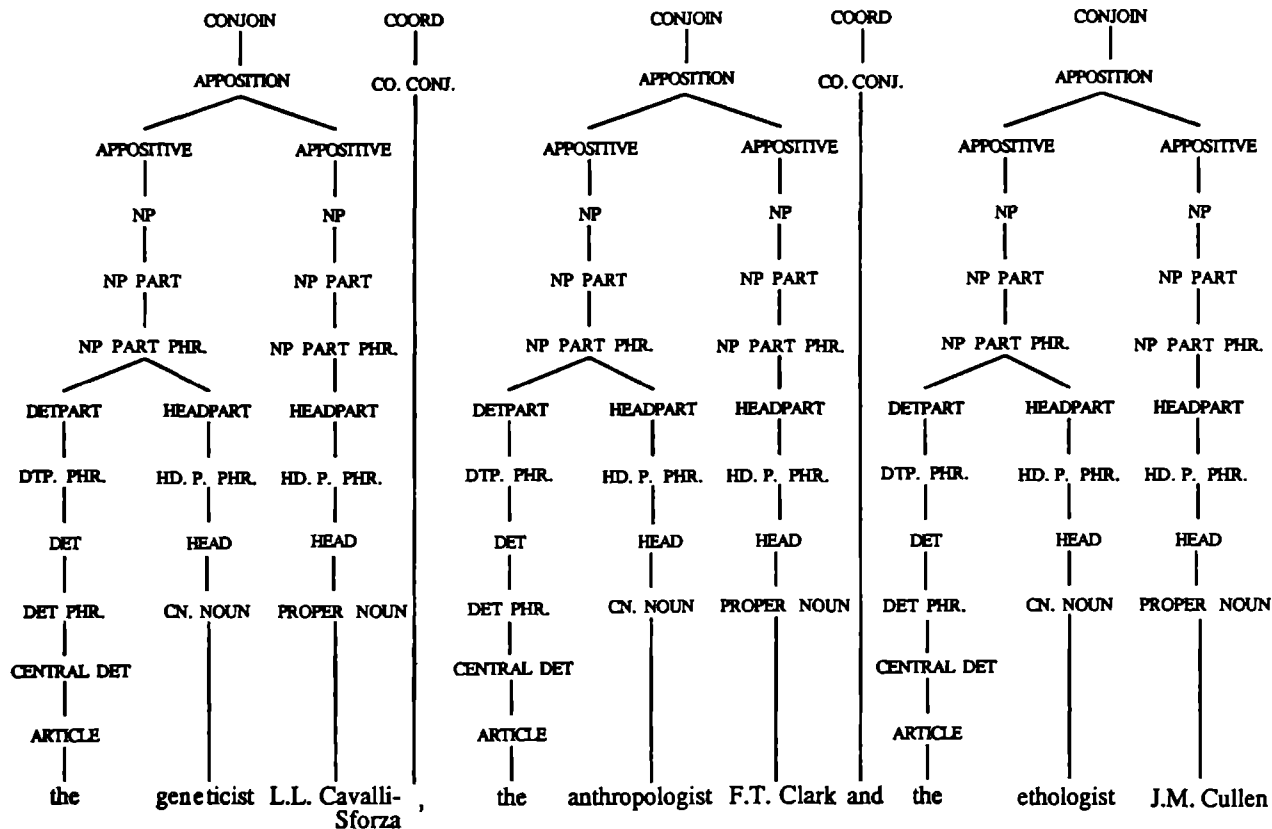 CONJOIN COORD CONJOIN COORD CONJOIN
APPOSITION CO. CONJ. APPOSITION CO. CONJ. APPOSITION
APPOSITIVE APPOSITIVE APPOSITIVE APPOSITIVE APPOSITIVE APPOSITIVE
NP NP NP NP NP NP
NP PART NP PART NP PART NP PART NP PART NP PART
NP PART PHR. NP PART PHR. NP PART PHR. NP PART PHR. NP PART PHR. NP PART PHR.
DETPART HEADPART HEADPART DETPART HEADPART HEADPART DETPART HEADPART HEADPART
DTP. PHR. HD. P. PHR. HD. P. PHR. DTP. PHR. HD. P. PHR. HD. P. PHR. DTP. PHR. HD. P. PHR. HD. P. PHR.
DET HEAD HEAD DET HEAD HEAD DET HEAD HEAD
DET PHR. CN. NOUN PROPER NOUN DET PHR. CN. NOUN PROPER NOUN DET PHR. CN. NOUN PROPER NOUN
CENTRAL DET CENTRAL DET CENTRAL DET
ARTICLE ARTICLE ARTICLE
the geneticist L.L. Cavalli- , the anthropologist F.T. Clark and the ethologist J.M. Cullen
Sforza